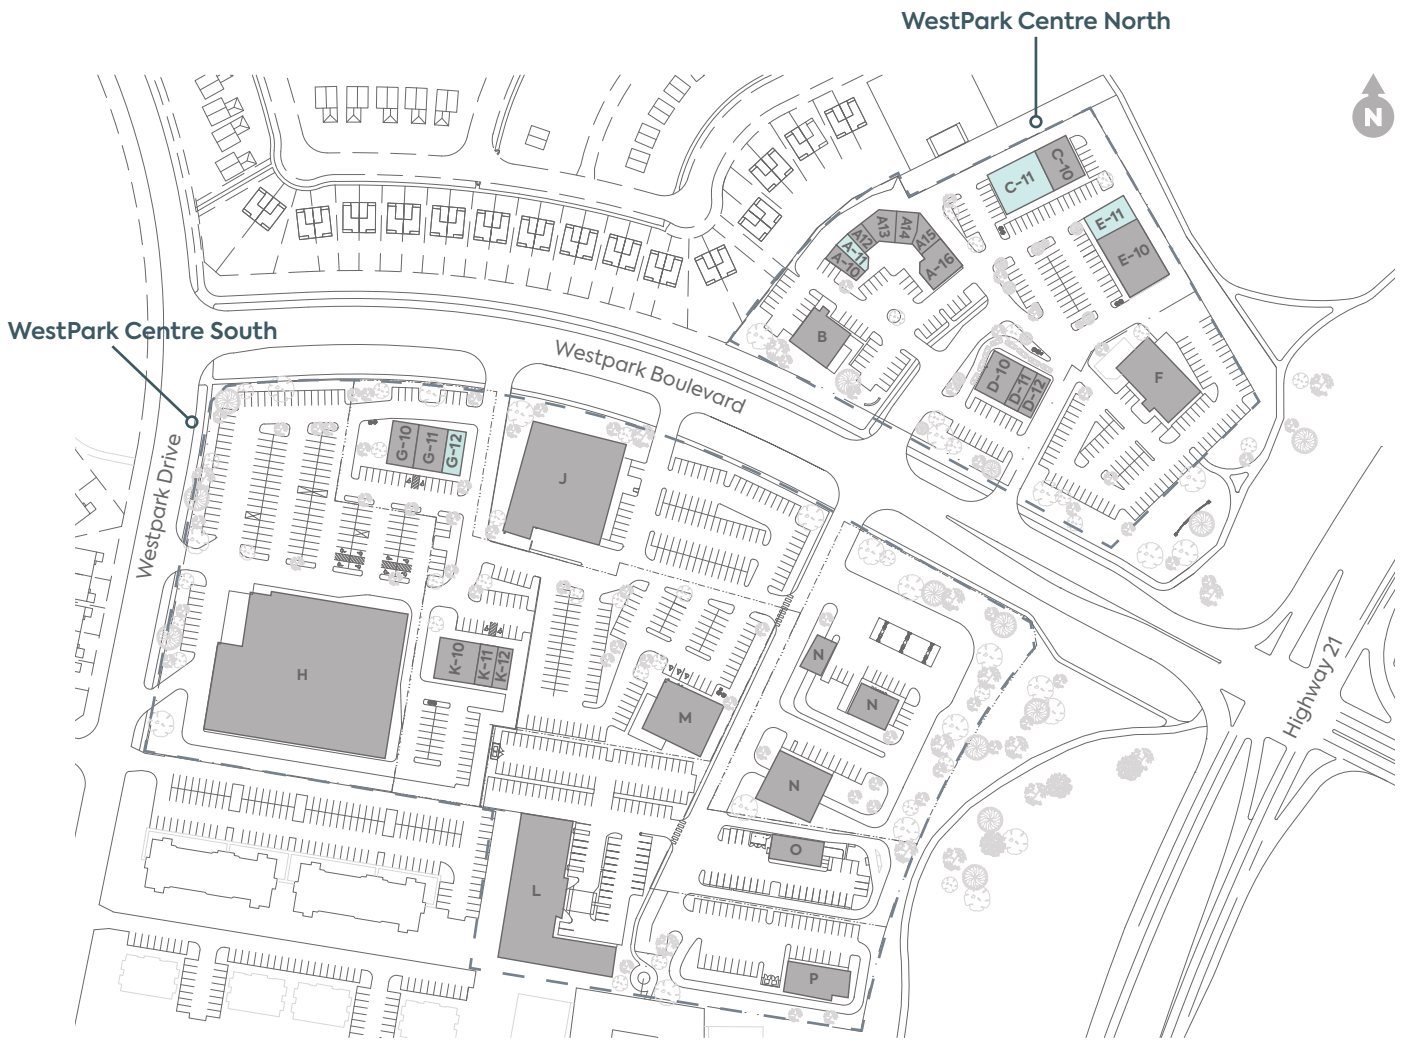 WestPark Centre North
N
C-10
C-11
E-11
E-10
A13
A14
A12
A15
A-11
A-10
A-16
B
WestPark Centre South
Westpark Boulevard
D-10
D-11
D-12
F
G-10
G-11
G-12
J
Westpark Drive
H
K-10
K-11
K-12
N
N
M
Highway 21
N
O
L
P